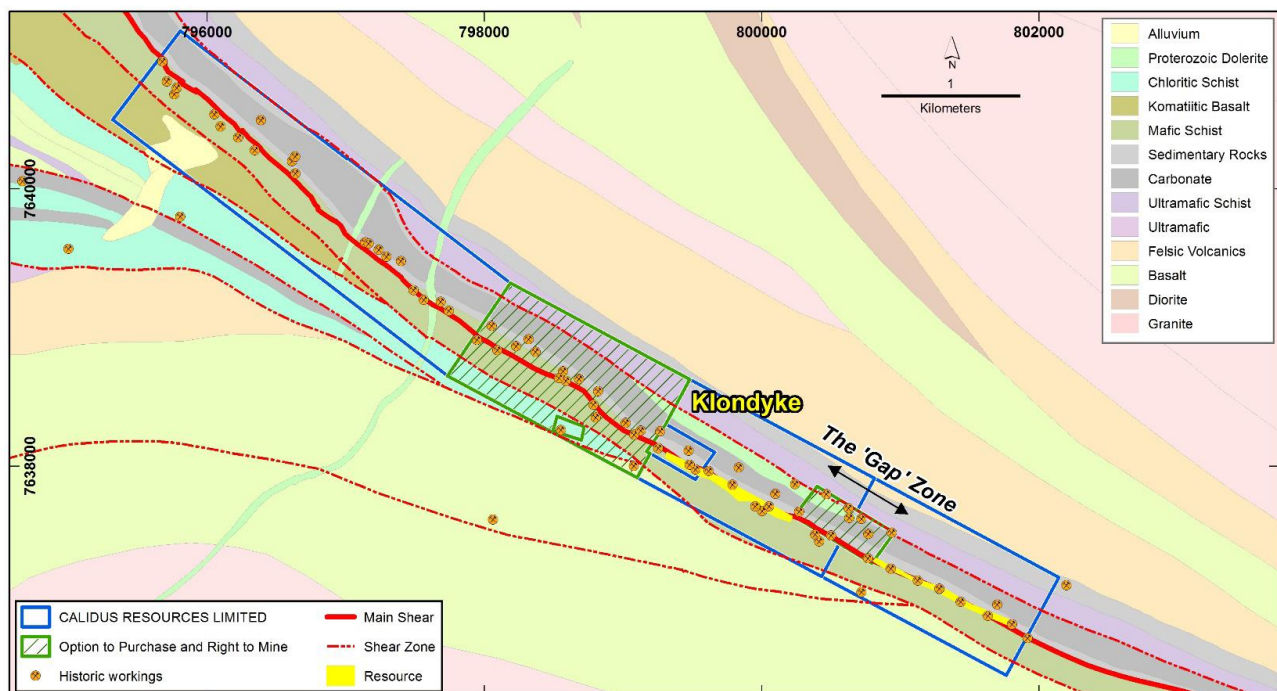 796000
798000
800000
802000
N
1
Kilometers
Alluvium
Proterozoic Dolerite
Chloritic Schist
Komatiitic Basalt
Mafic Schist
Sedimentary Rocks
Carbonate
Ultramafic Schist
Ultramafic
Felsic Volcanics
Basalt
Diorite
Granite
7640000
7638000
Klondyke
The 'Gap' Zone
CALIDUS RESOURCES LIMITED
Option to Purchase and Right to Mine
Historic workings
Main Shear
Shear Zone
Resource